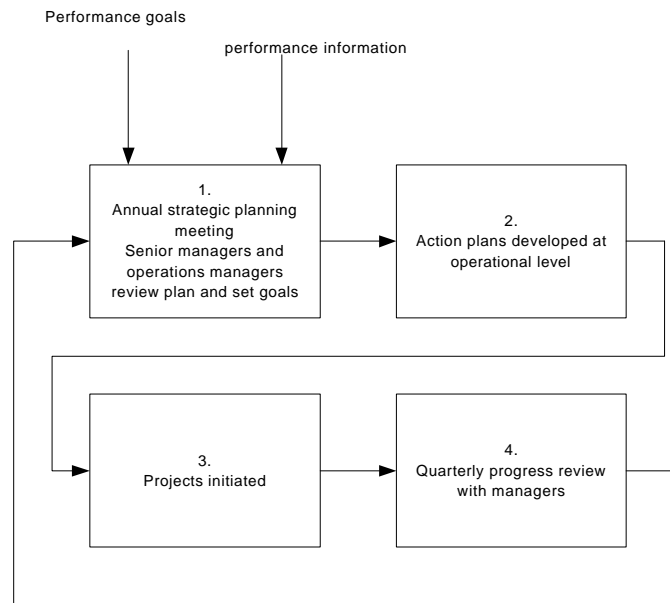 Performance goals
performance information
1.
Annual strategic planning
meeting
Senior managers and
operations managers
review plan and set goals
2.
Action plans developed at
operational level
3.
Projects initiated
4.
Quarterly progress review
with managers